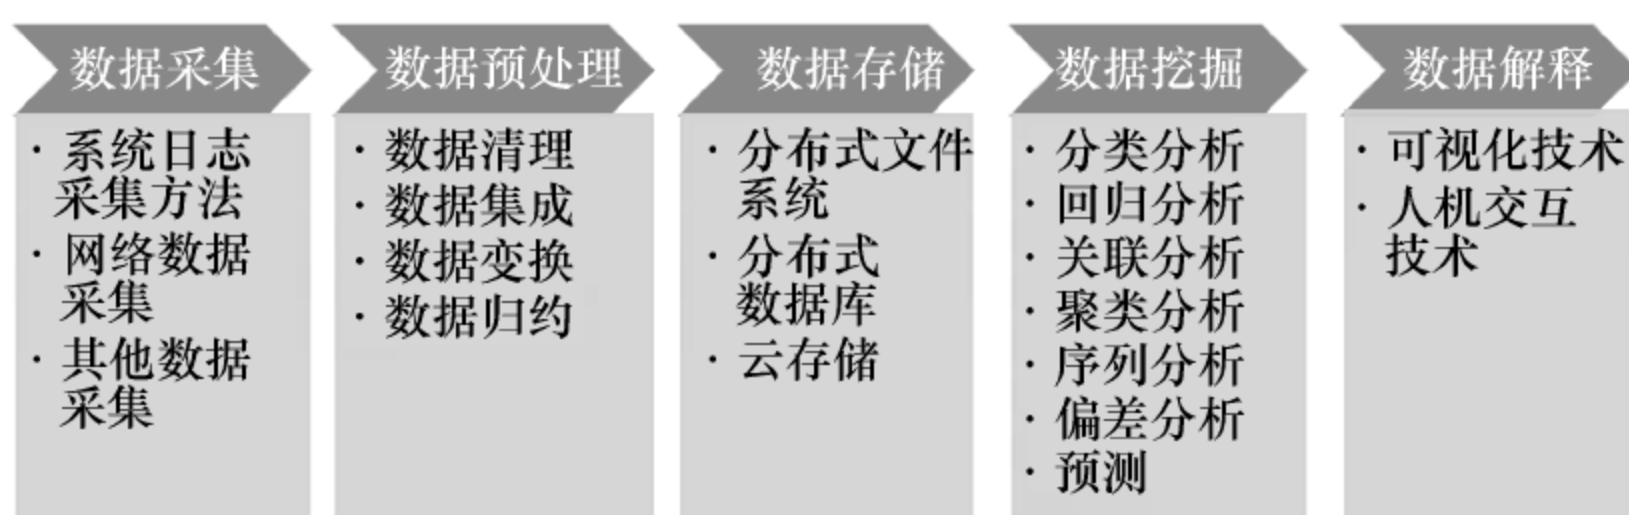 数据采集
· 系统日志
采集方法
· 网络数据
采集
· 其他数据
采集
数据预处理
· 数据清理
· 数据集成
· 数据变换
· 数据归约
数据存储
· 分布式文件
系统
· 分布式
数据库
· 云存储
数据挖掘
· 分类分析
· 回归分析
· 关联分析
· 聚类分析
· 序列分析
· 偏差分析
· 预测
数据解释
· 可视化技术
· 人机交互
技术